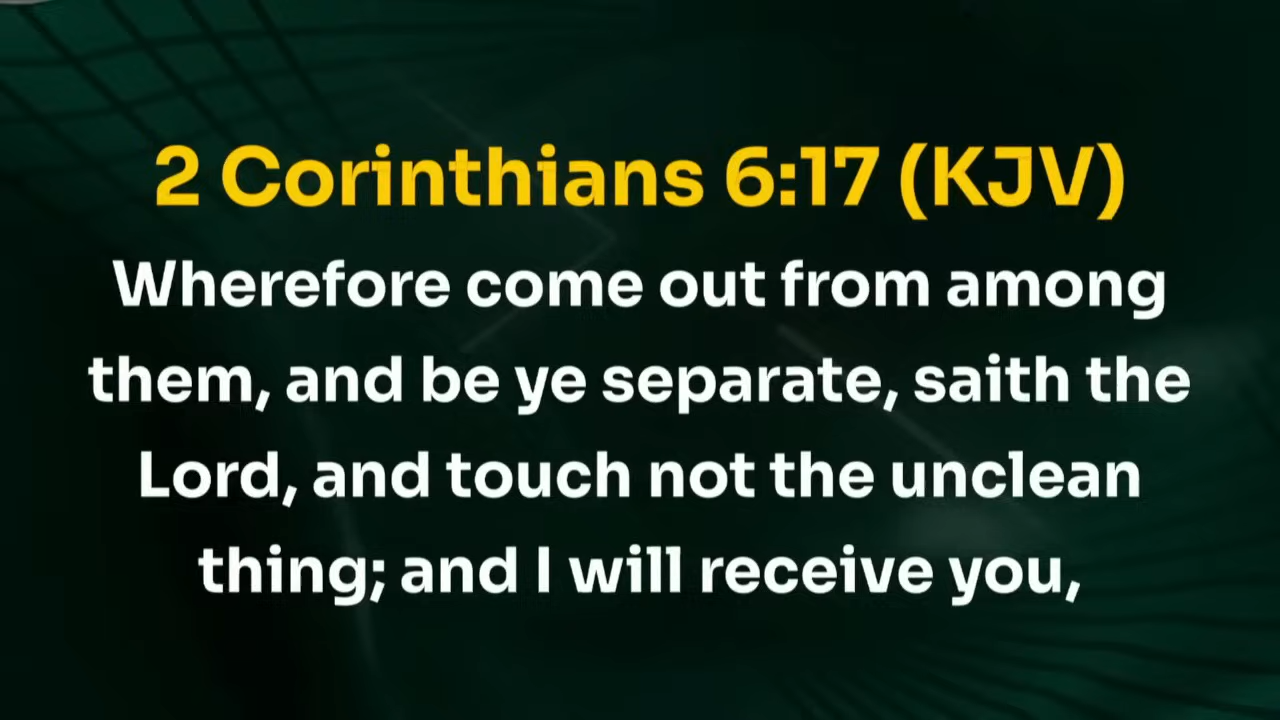 2 Corinthians 6:17 (KJV)
Wherefore come out from among
them, and be ye separate, saith the
Lord, and touch not the unclean
thing; and I will receive you,